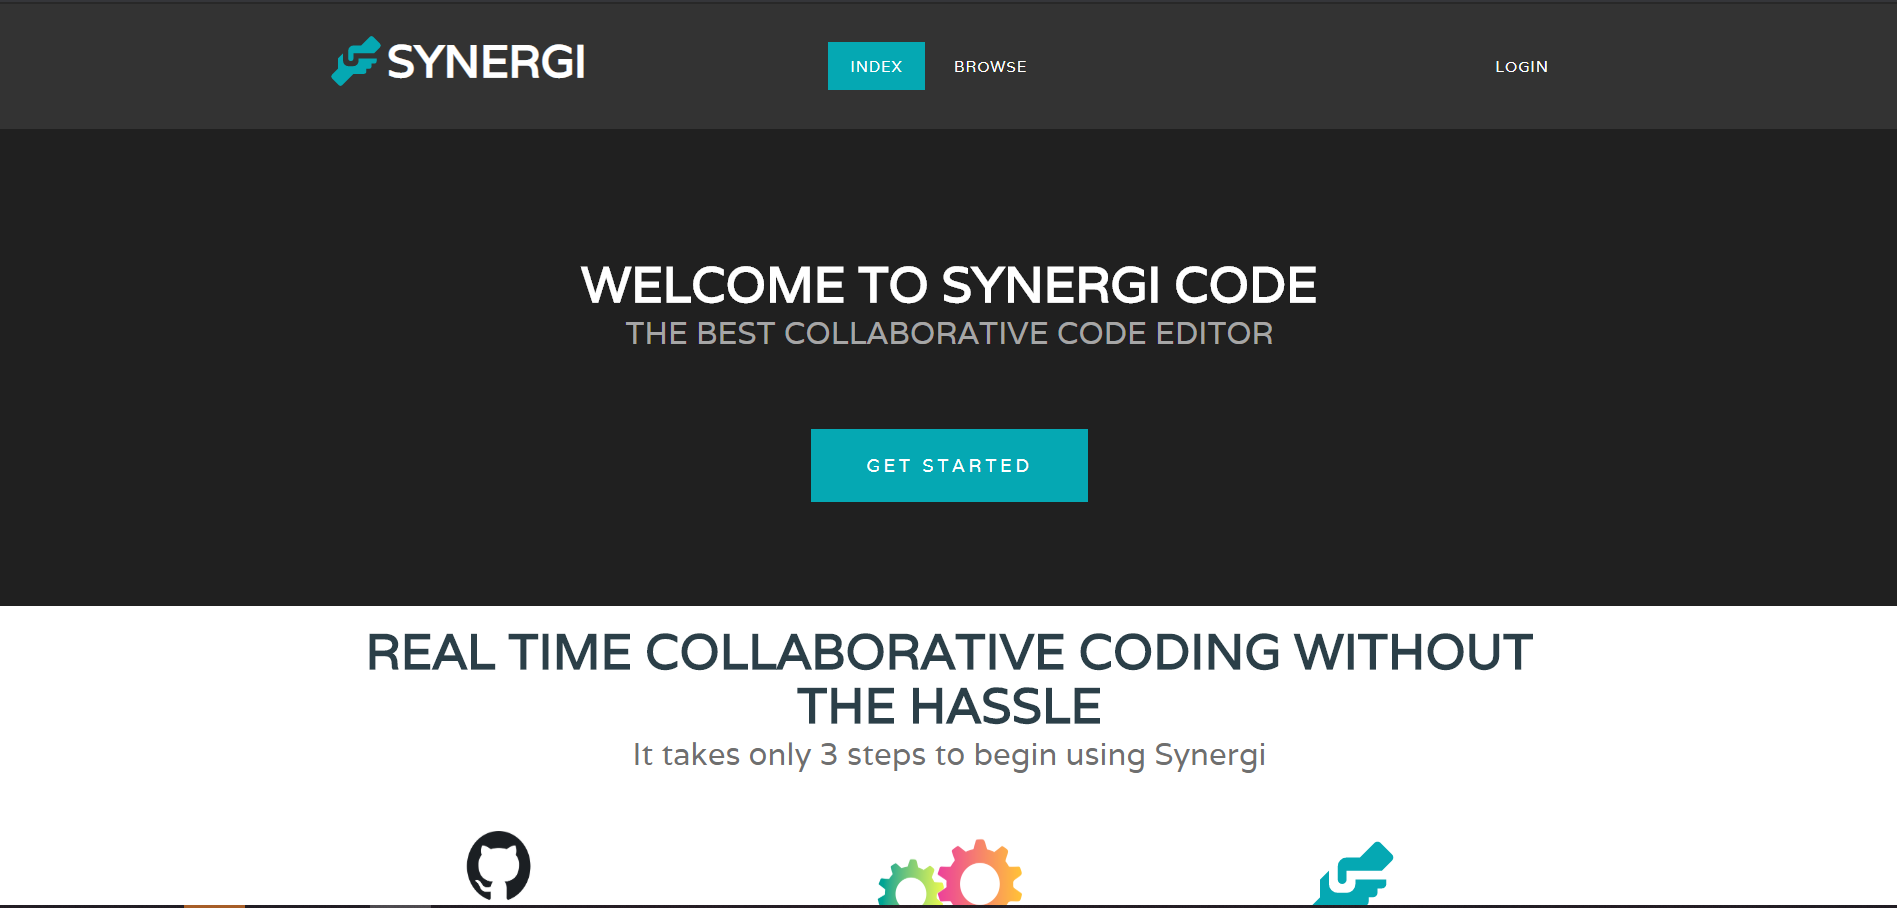 SYNERGI
INDEX
BROWSE
LOGIN
WELCOME TO SYNERGI CODE
THE BEST COLLABORATIVE CODE EDITOR
GET STARTED
REAL TIME COLLABORATIVE CODING WITHOUT
THE HASSLE
It takes only 3 steps to begin using Synergi